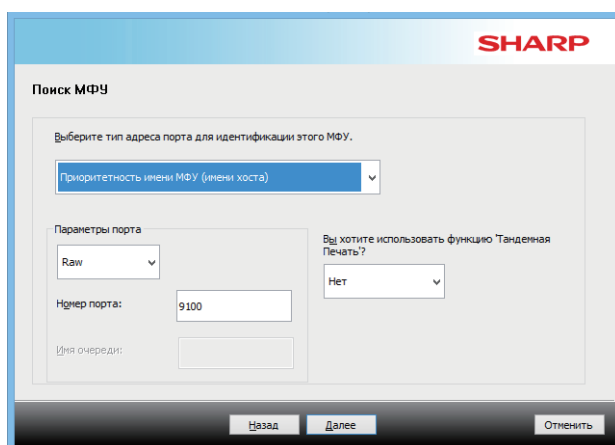 SHARP
Поиск МФУ
Выберите тип адреса порта для идентификации этого МФУ.
Приоритетность имени МФУ (имени хоста)
Параметры порта
Raw
Номер порта:
9100
Имя очереди:
Вы хотите использовать функцию 'Тандемная
Печать'?
Нет
Назад
Далее
Отменить